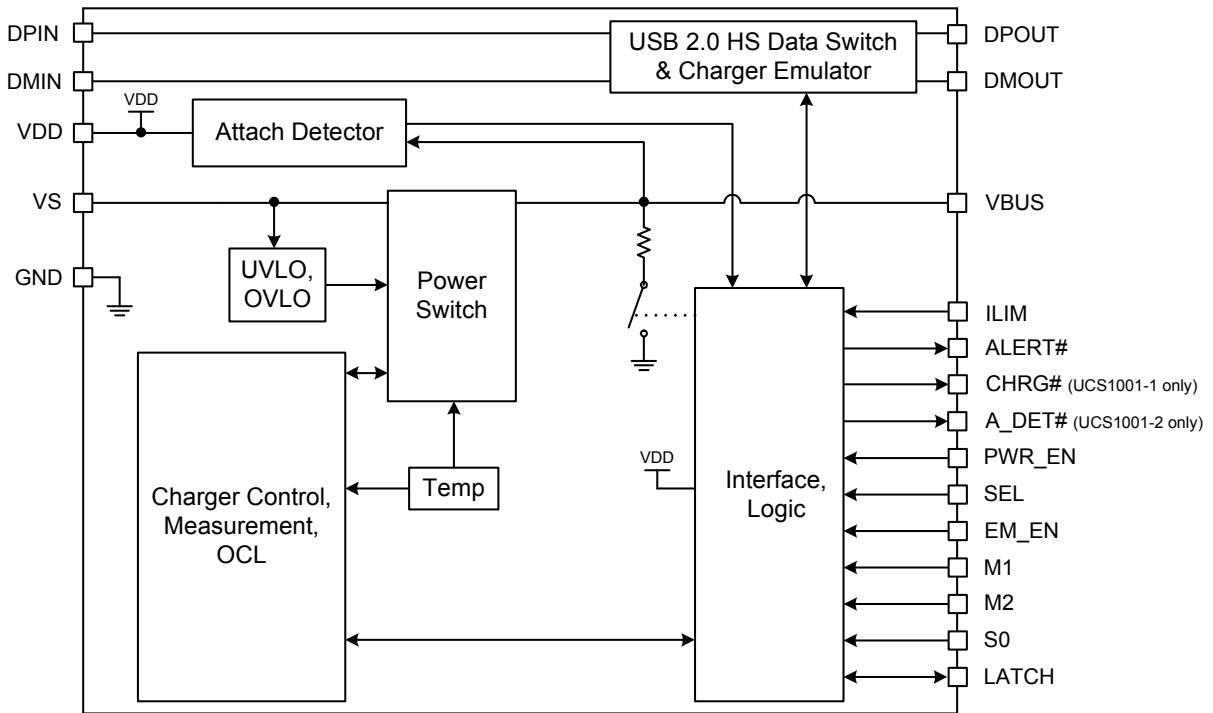 DPIN
USB 2.0 HS Data Switch
& Charger Emulator
DPOUT
DMIN
DMOUT
VDD
VDD
Attach Detector
VS
VBUS
GND
UVLO,
OVLO
Power
Switch
ILIM
ALERT#
CHRG# (UCS1001-1 only)
A_DET# (UCS1001-2 only)
PWR_EN
SEL
EM_EN
M1
M2
S0
LATCH
VDD
Interface,
Logic
Temp
Charger Control,
Measurement,
OCL